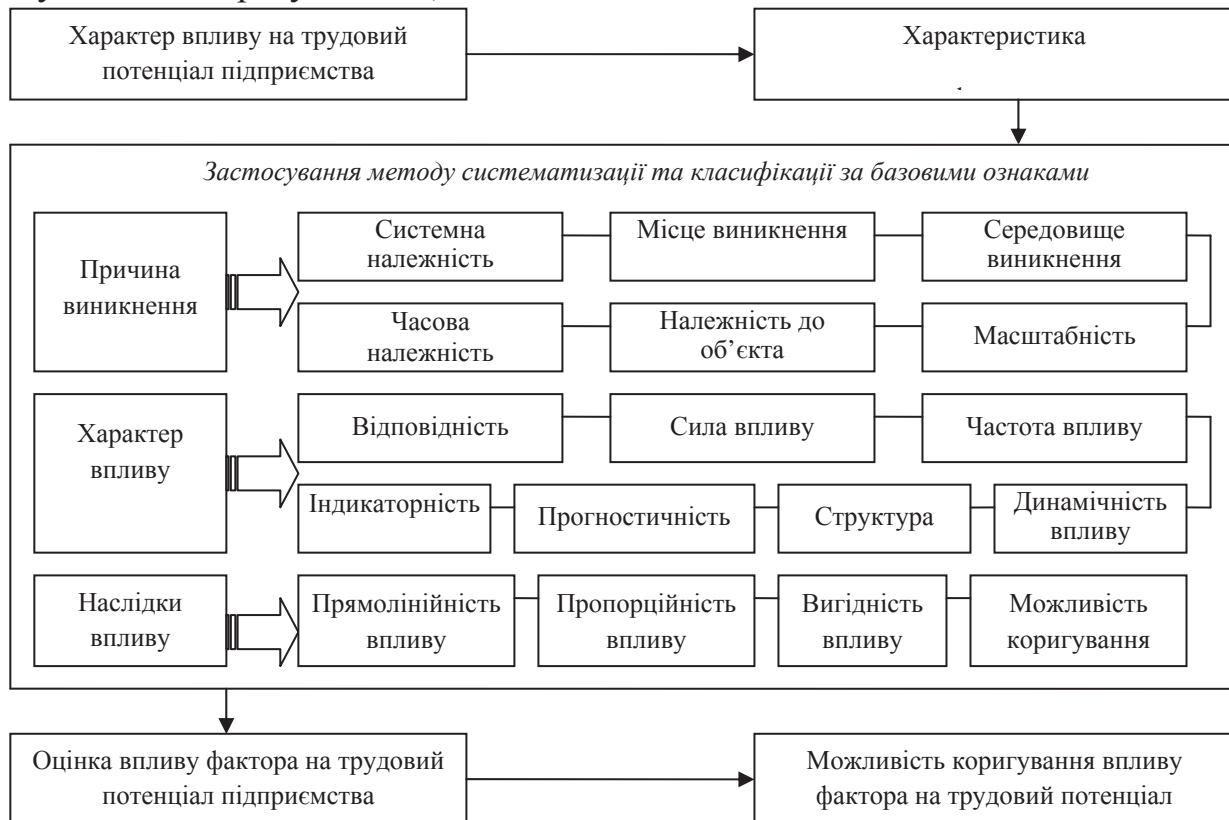 Характер впливу на трудовий
потенціал підприємства
Характеристика
Застосування методу систематизації та класифікації за базовими ознаками
Причина
виникнення
Системна
належність
Місце виникнення
Середовище
виникнення
Часова
належність
Належність до
об’єкта
Масштабність
Характер
впливу
Відповідність
Сила впливу
Частота впливу
Індикаторність
Прогностичність
Структура
Динамічність
впливу
Наслідки
впливу
Прямолінійність
впливу
Пропорційність
впливу
Вигідність
впливу
Можливість
коригування
Оцінка впливу фактора на трудовий
потенціал підприємства
Можливість коригування впливу
фактора на трудовий потенціал